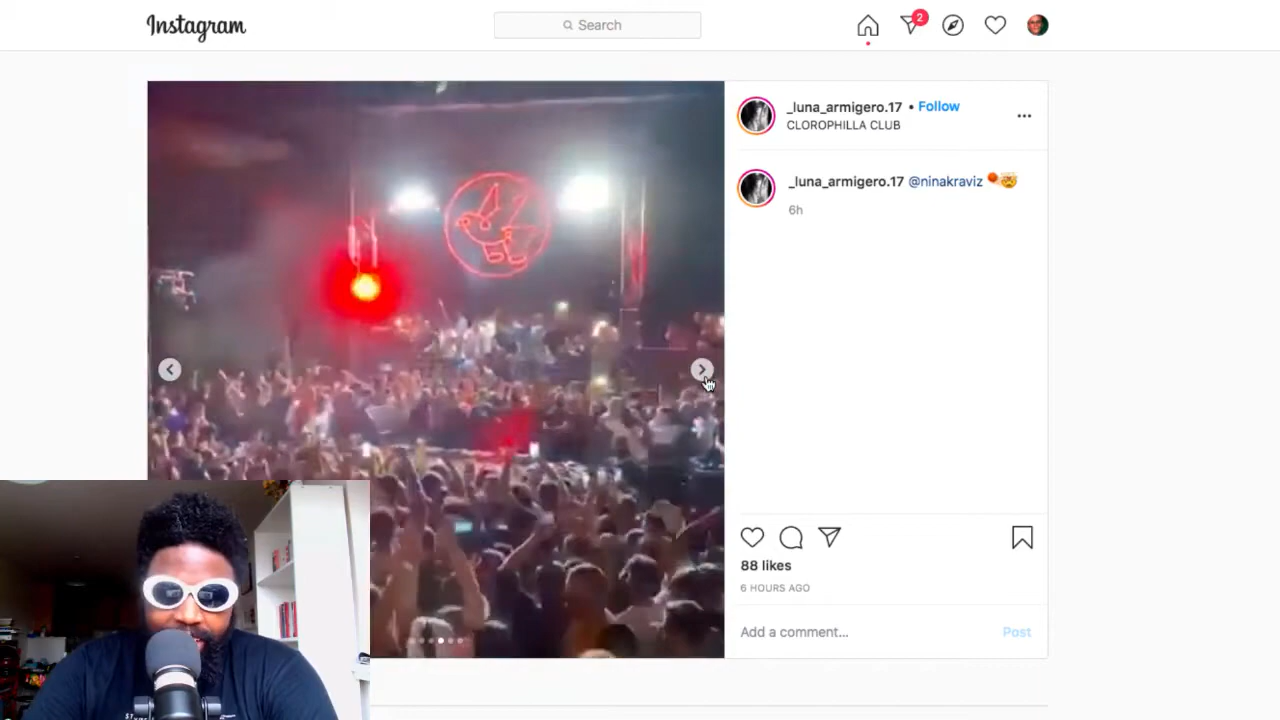 Instagram
Search
2
_luna_armigero.17 • Follow
CLOROPHILLA CLUB
_luna_armigero.17 @ninakraviz
6h
88 likes
6 HOURS AGO
Add a comment... Post